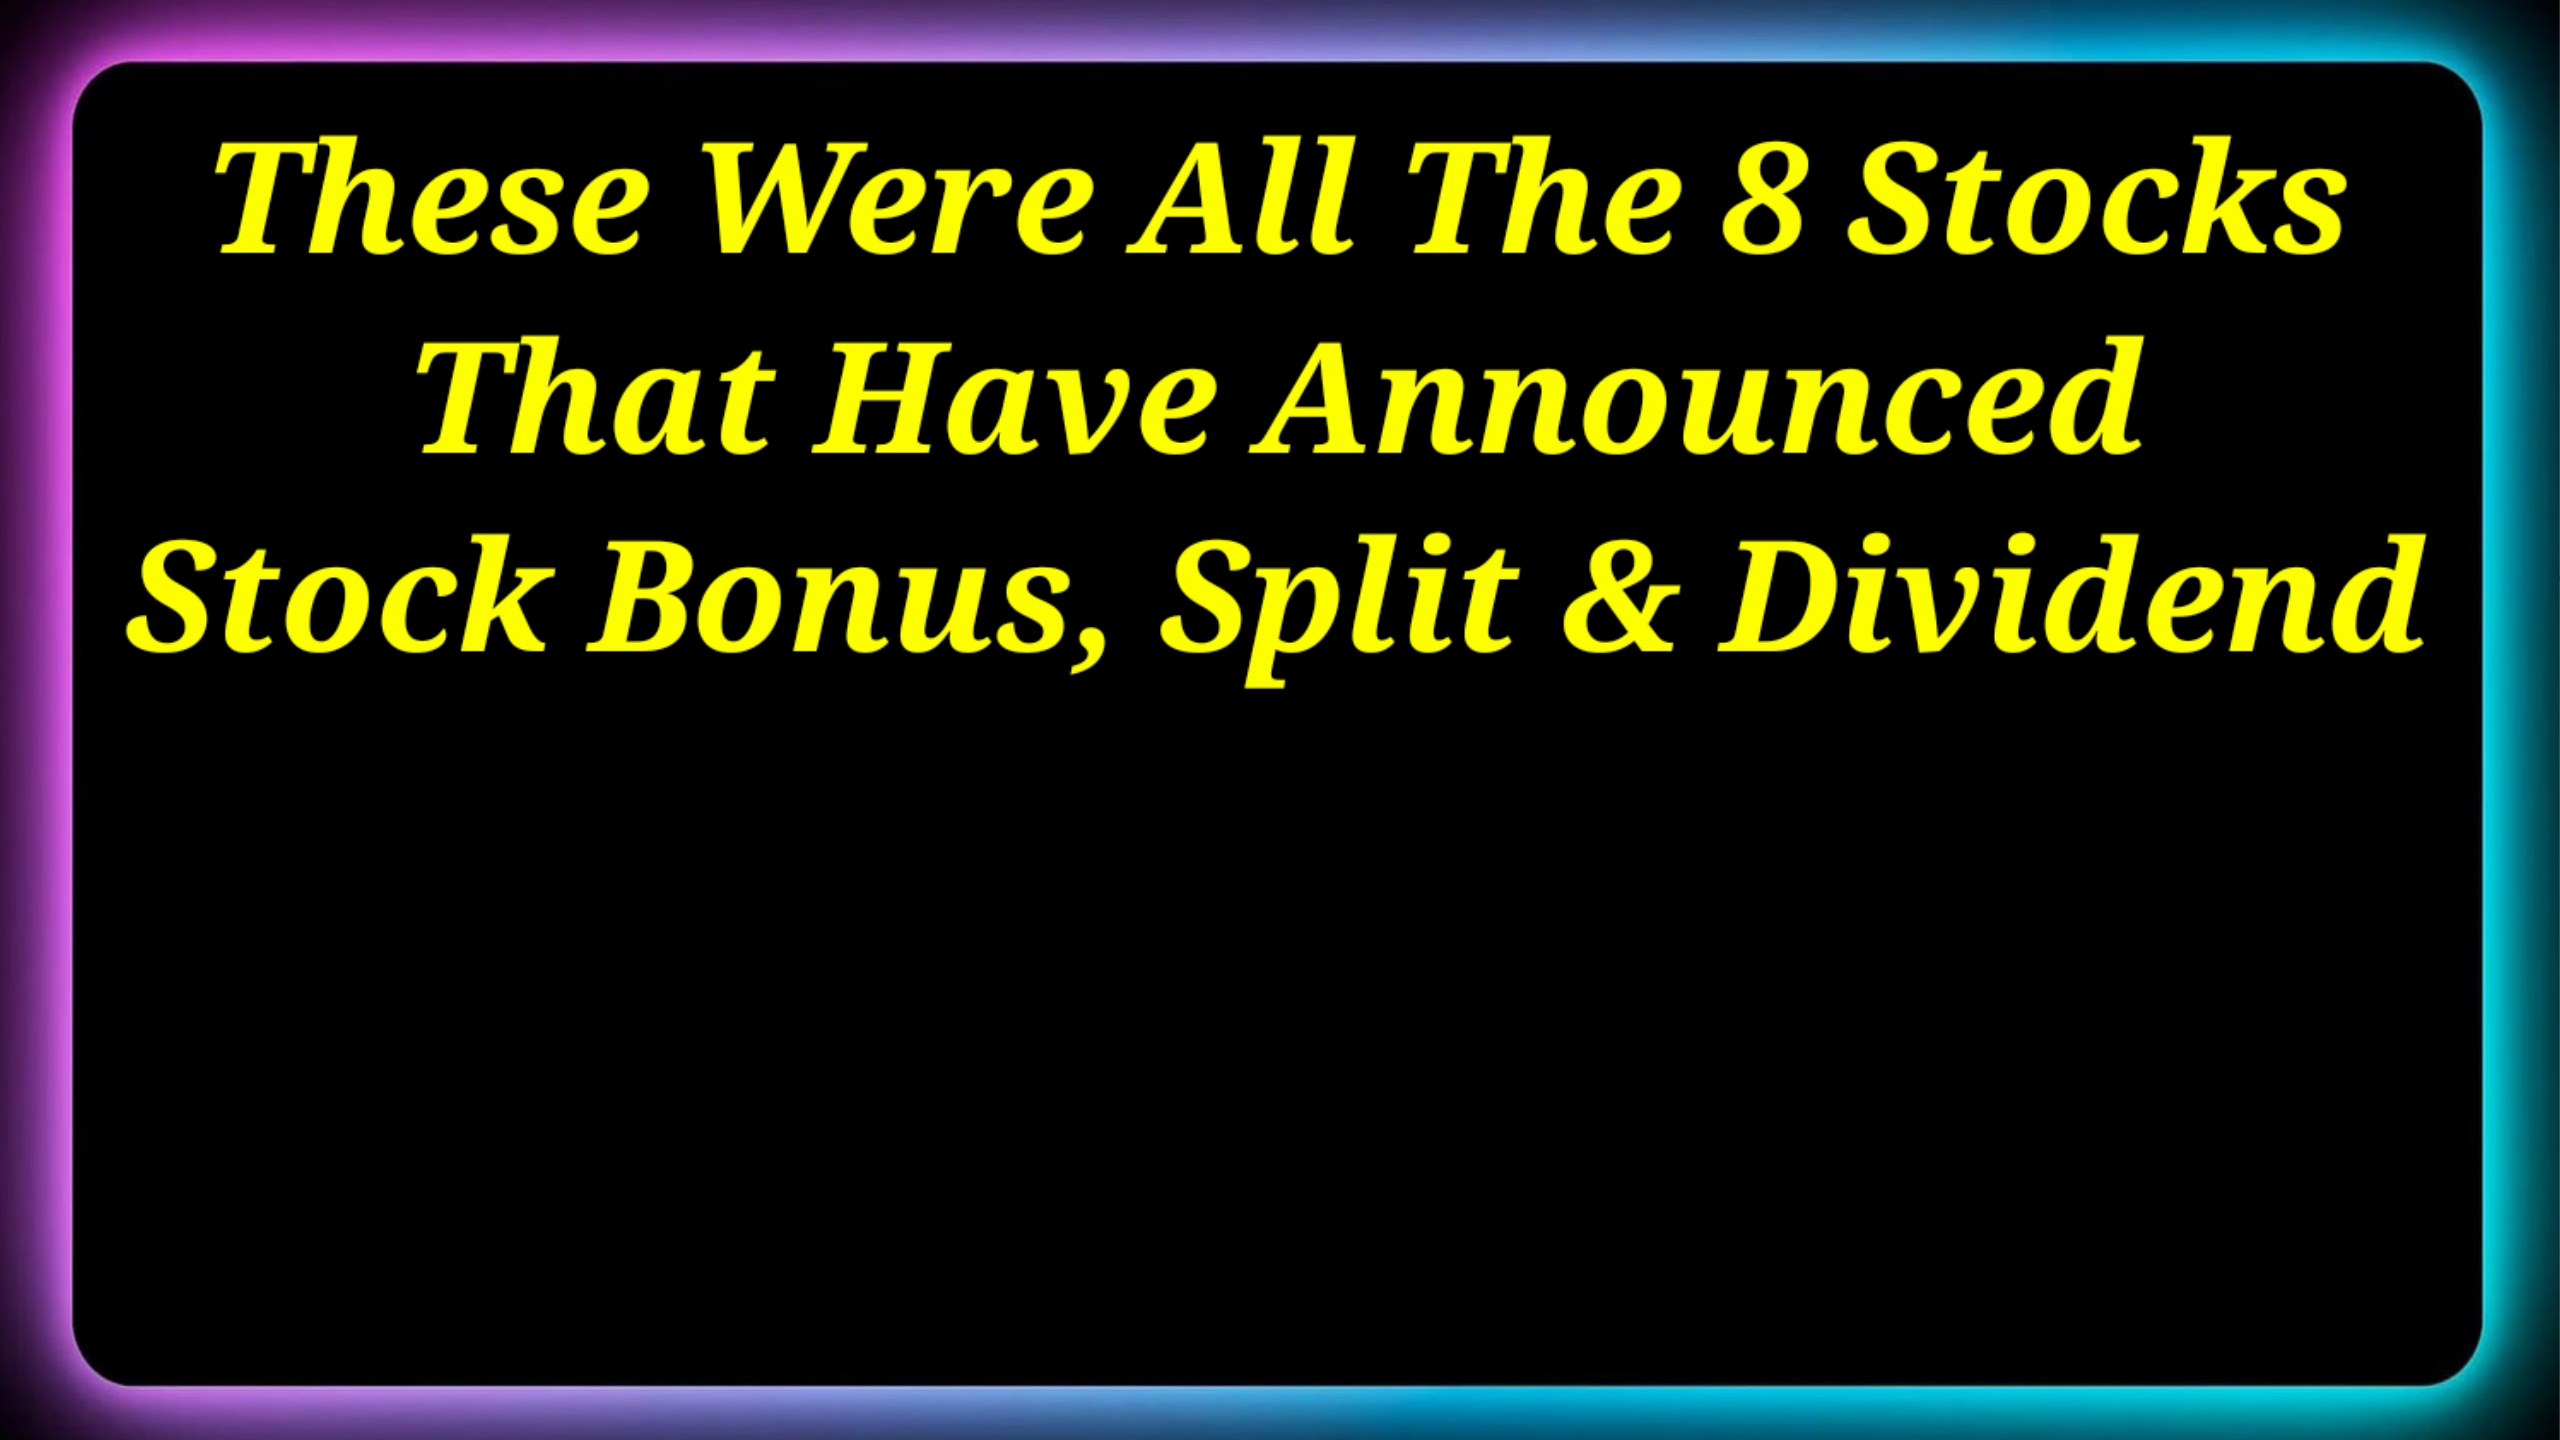 These Were All The 8 Stocks
That Have Announced
Stock Bonus, Split & Dividend